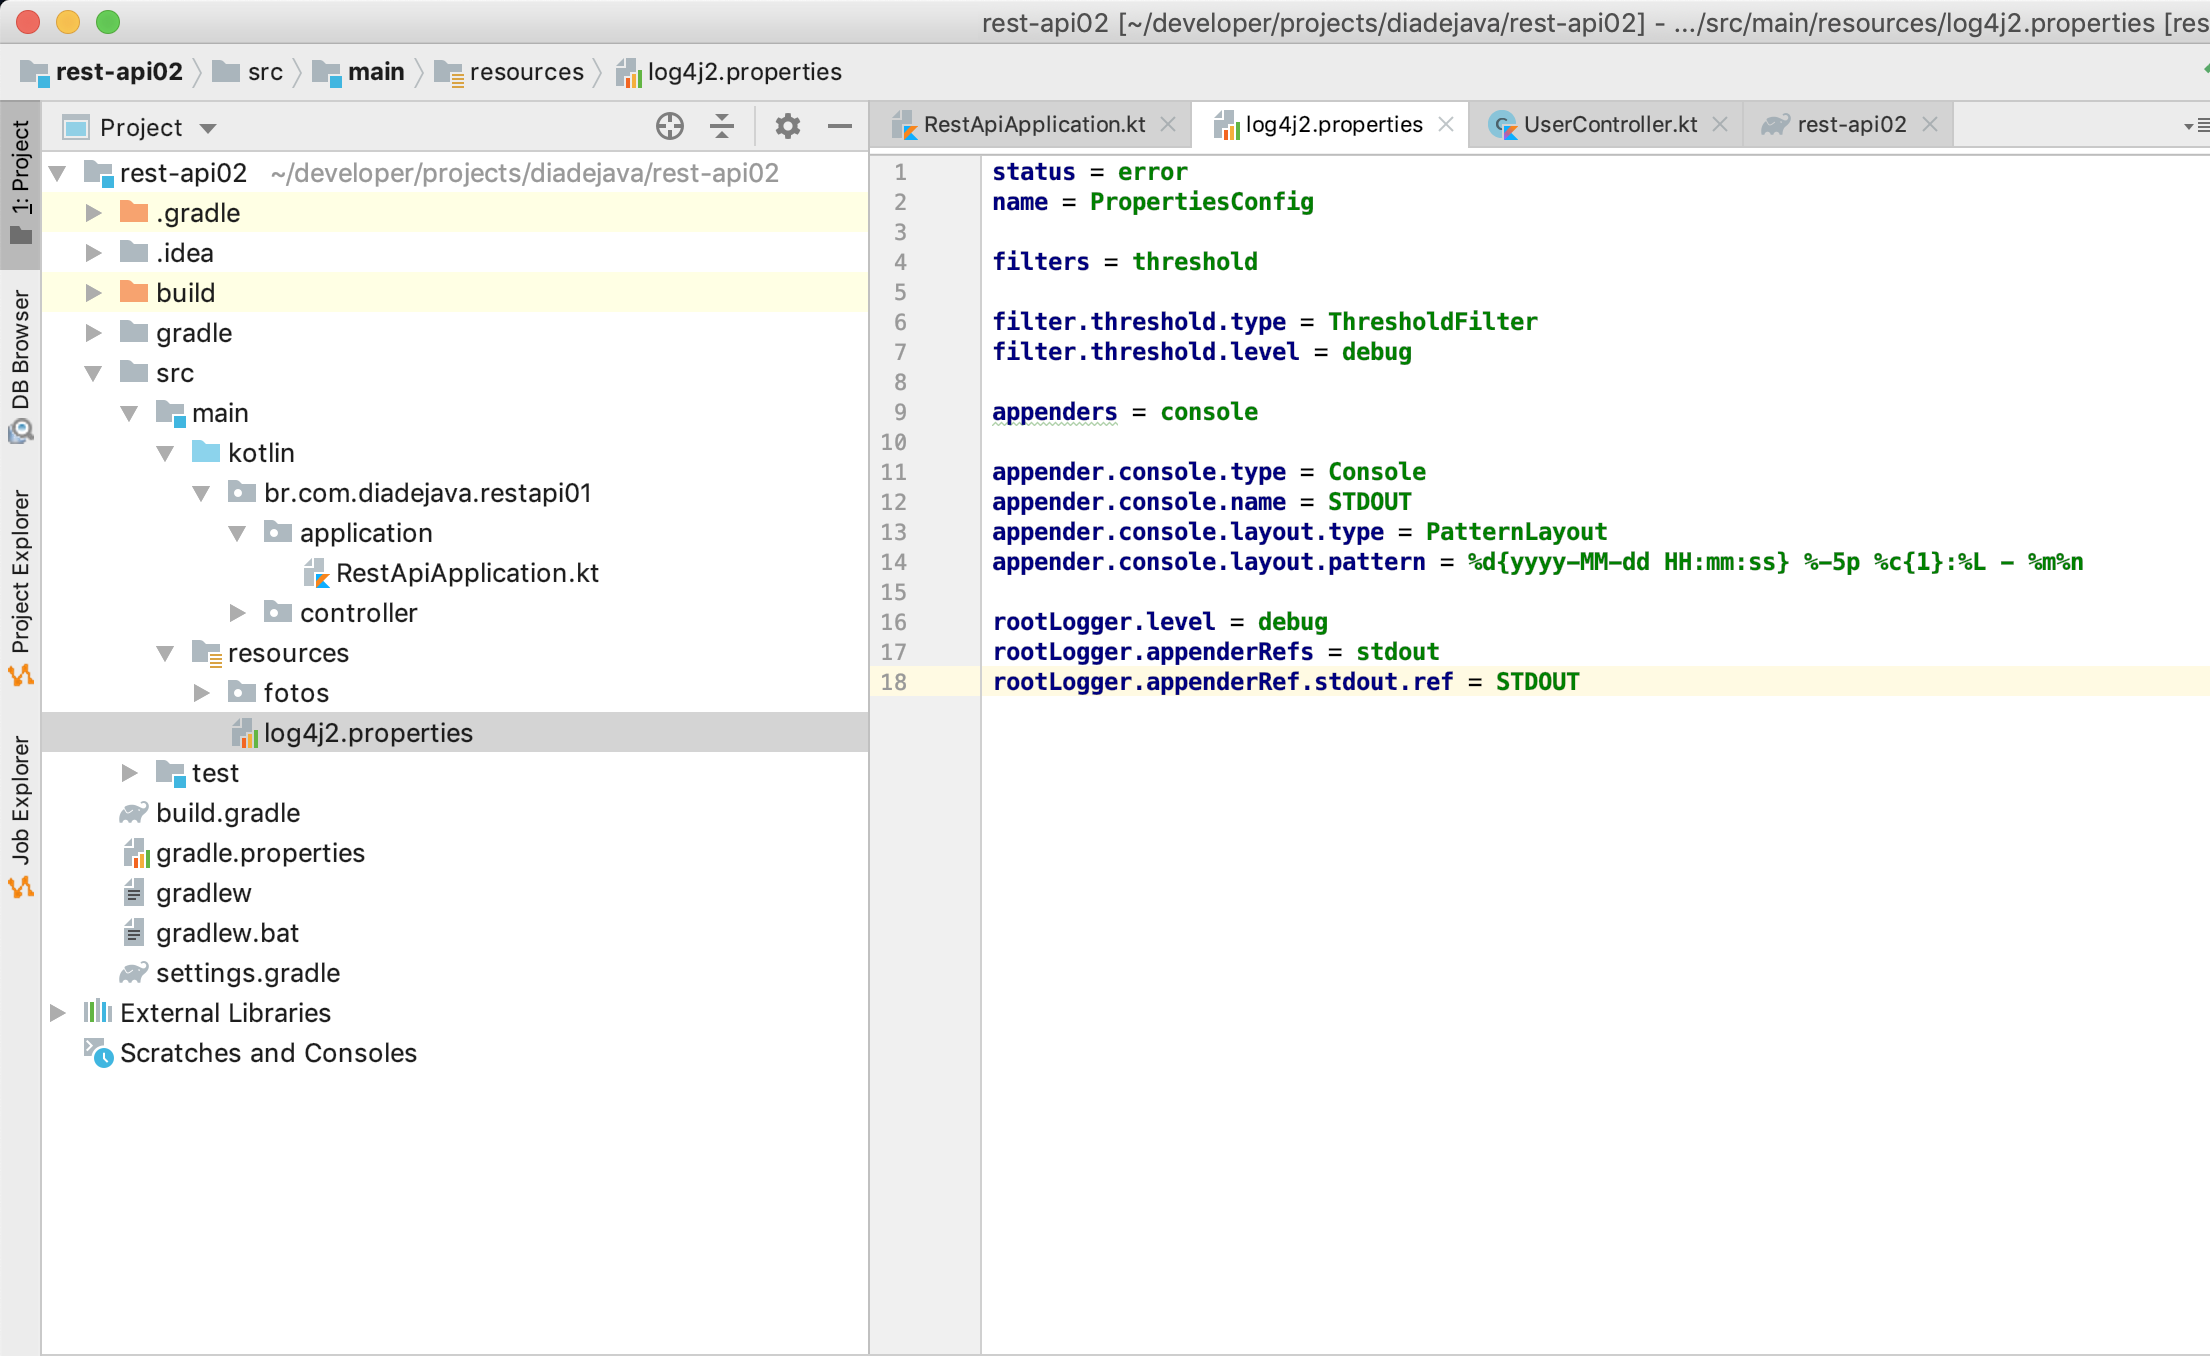 rest-api02 [~/developer/projects/diadejava/rest-api02] - .../src/main/resources/log4j2.properties [res
rest-api02 src main resources log4j2.properties
1: Project
DB Browser
Project Explorer
Job Explorer
Project
rest-api02 ~/developer/projects/diadejava/rest-api02
.gradle
.idea
build
gradle
src
main
kotlin
br.com.diadejava.restapi01
application
RestApiApplication.kt
controller
resources
fotos
log4j2.properties
test
build.gradle
gradle.properties
gradlew
gradlew.bat
settings.gradle
External Libraries
Scratches and Consoles
RestApiApplication.kt log4j2.properties UserController.kt rest-api02
1 status = error
2 name = PropertiesConfig
3
4 filters = threshold
5
6 filter.threshold.type = ThresholdFilter
7 filter.threshold.level = debug
8
9 appenders = console
10
11 appender.console.type = Console
12 appender.console.name = STDOUT
13 appender.console.layout.type = PatternLayout
14 appender.console.layout.pattern = %d{yyyy-MM-dd HH:mm:ss} %-5p %c{1}:%L - %m%n
15
16 rootLogger.level = debug
17 rootLogger.appenderRefs = stdout
18 rootLogger.appenderRef.stdout.ref = STDOUT